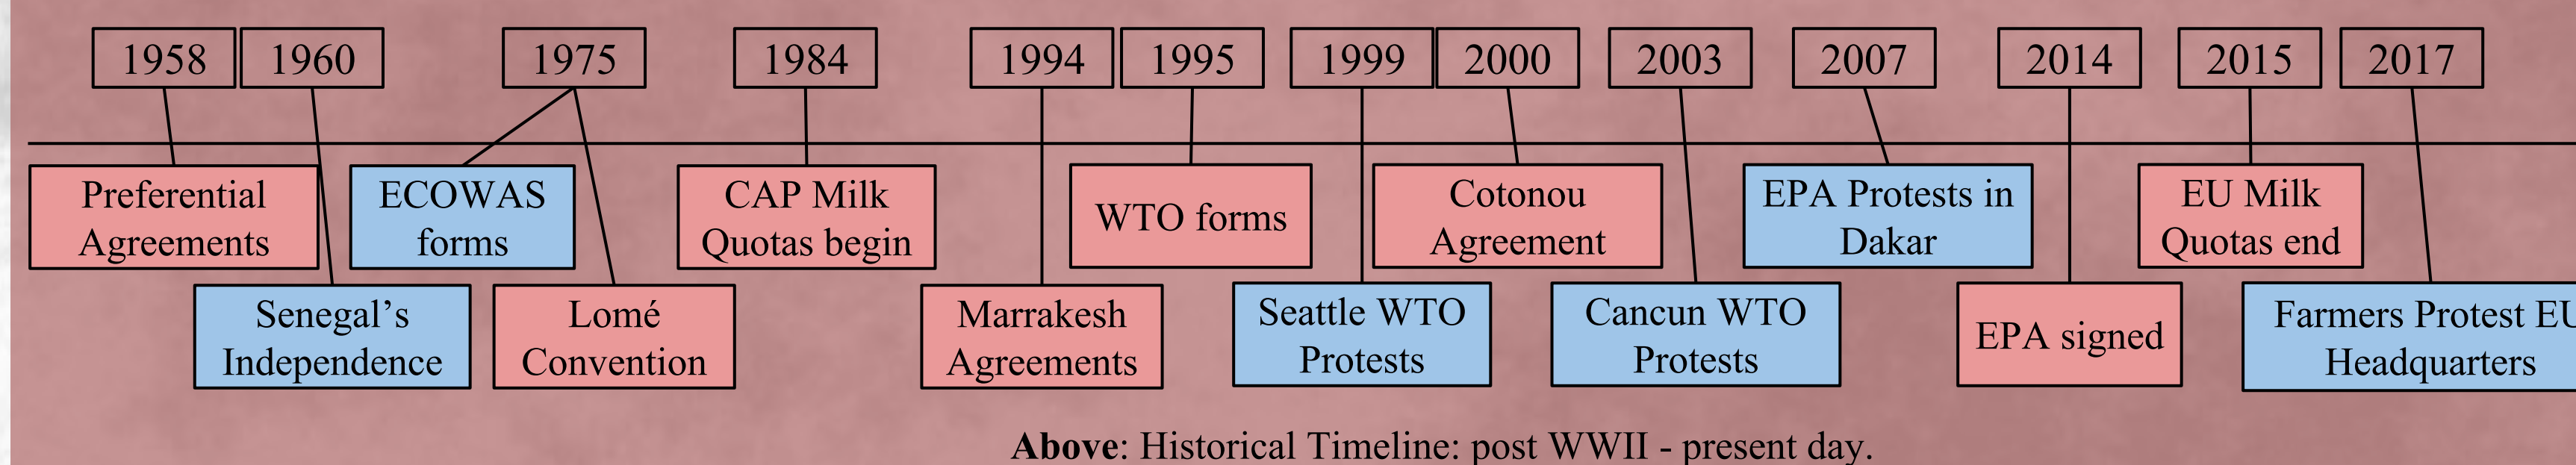 1958 1960 1975 1984 1994 1995 1999 2000 2003 2007 2014 2015 2017
Preferential
Agreements
ECOWAS
forms
CAP Milk
Quotas begin
WTO forms
Cotonou
Agreement
EPA Protests in
Dakar
EU Milk
Quotas end
Senegal’s
Independence
Lomé
Convention
Marrakesh
Agreements
Seattle WTO
Protests
Cancun WTO
Protests
EPA signed
Farmers Protest EU
Headquarters
Above: Historical Timeline: post WWII - present day.